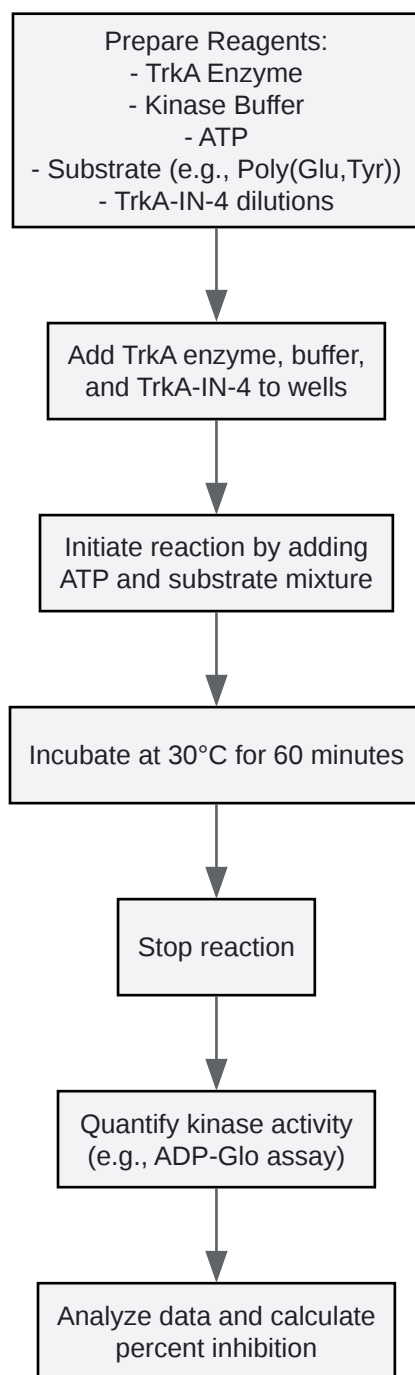 Prepare Reagents:
- TrkA Enzyme
- Kinase Buffer
- ATP
- Substrate (e.g., Poly(Glu,Tyr))
- TrkA-IN-4 dilutions
Add TrkA enzyme, buffer,
and TrkA-IN-4 to wells
Initiate reaction by adding
ATP and substrate mixture
Incubate at 30°C for 60 minutes
Stop reaction
Quantify kinase activity
(e.g., ADP-Glo assay)
Analyze data and calculate
percent inhibition